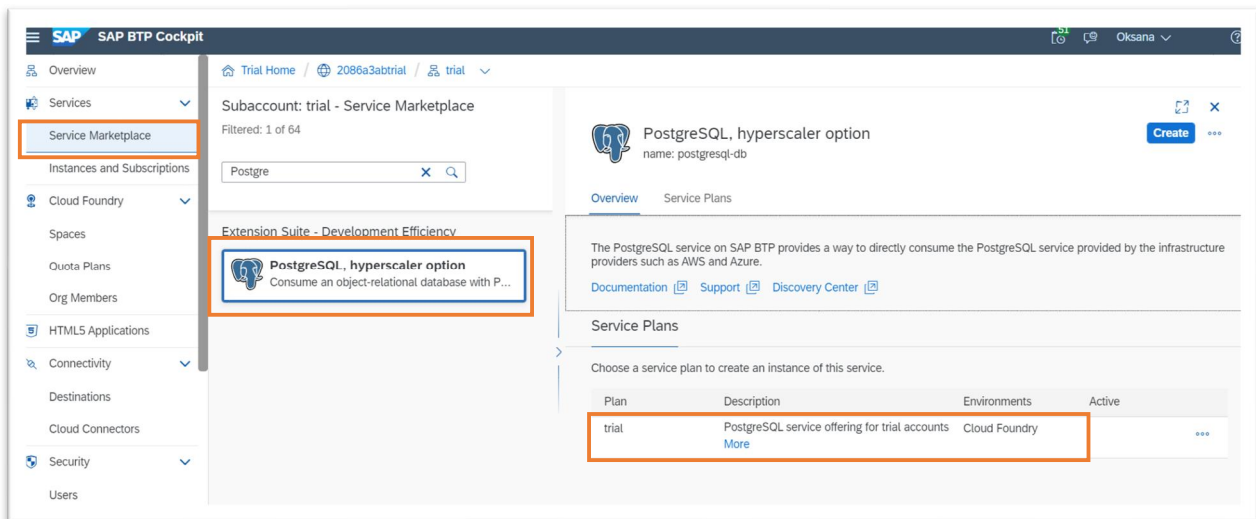 SAP SAP BTP Cockpit
51
Oksana
Overview
Services
Service Marketplace
Instances and Subscriptions
Cloud Foundry
Spaces
Quota Plans
Org Members
HTML5 Applications
Connectivity
Destinations
Cloud Connectors
Security
Users
Trial Home / 2086a3abtrial / trial
Subaccount: trial - Service Marketplace
Filtered: 1 of 64
Postgre
Extension Suite - Development Efficiency
PostgreSQL, hyperscaler option
Consume an object-relational database with P...
PostgreSQL, hyperscaler option
name: postgresql-db
Create
Overview Service Plans
The PostgreSQL service on SAP BTP provides a way to directly consume the PostgreSQL service provided by the infrastructure
providers such as AWS and Azure.
Documentation Support Discovery Center
Service Plans
Choose a service plan to create an instance of this service.
Plan Description Environments Active
trial PostgreSQL service offering for trial accounts Cloud Foundry
More